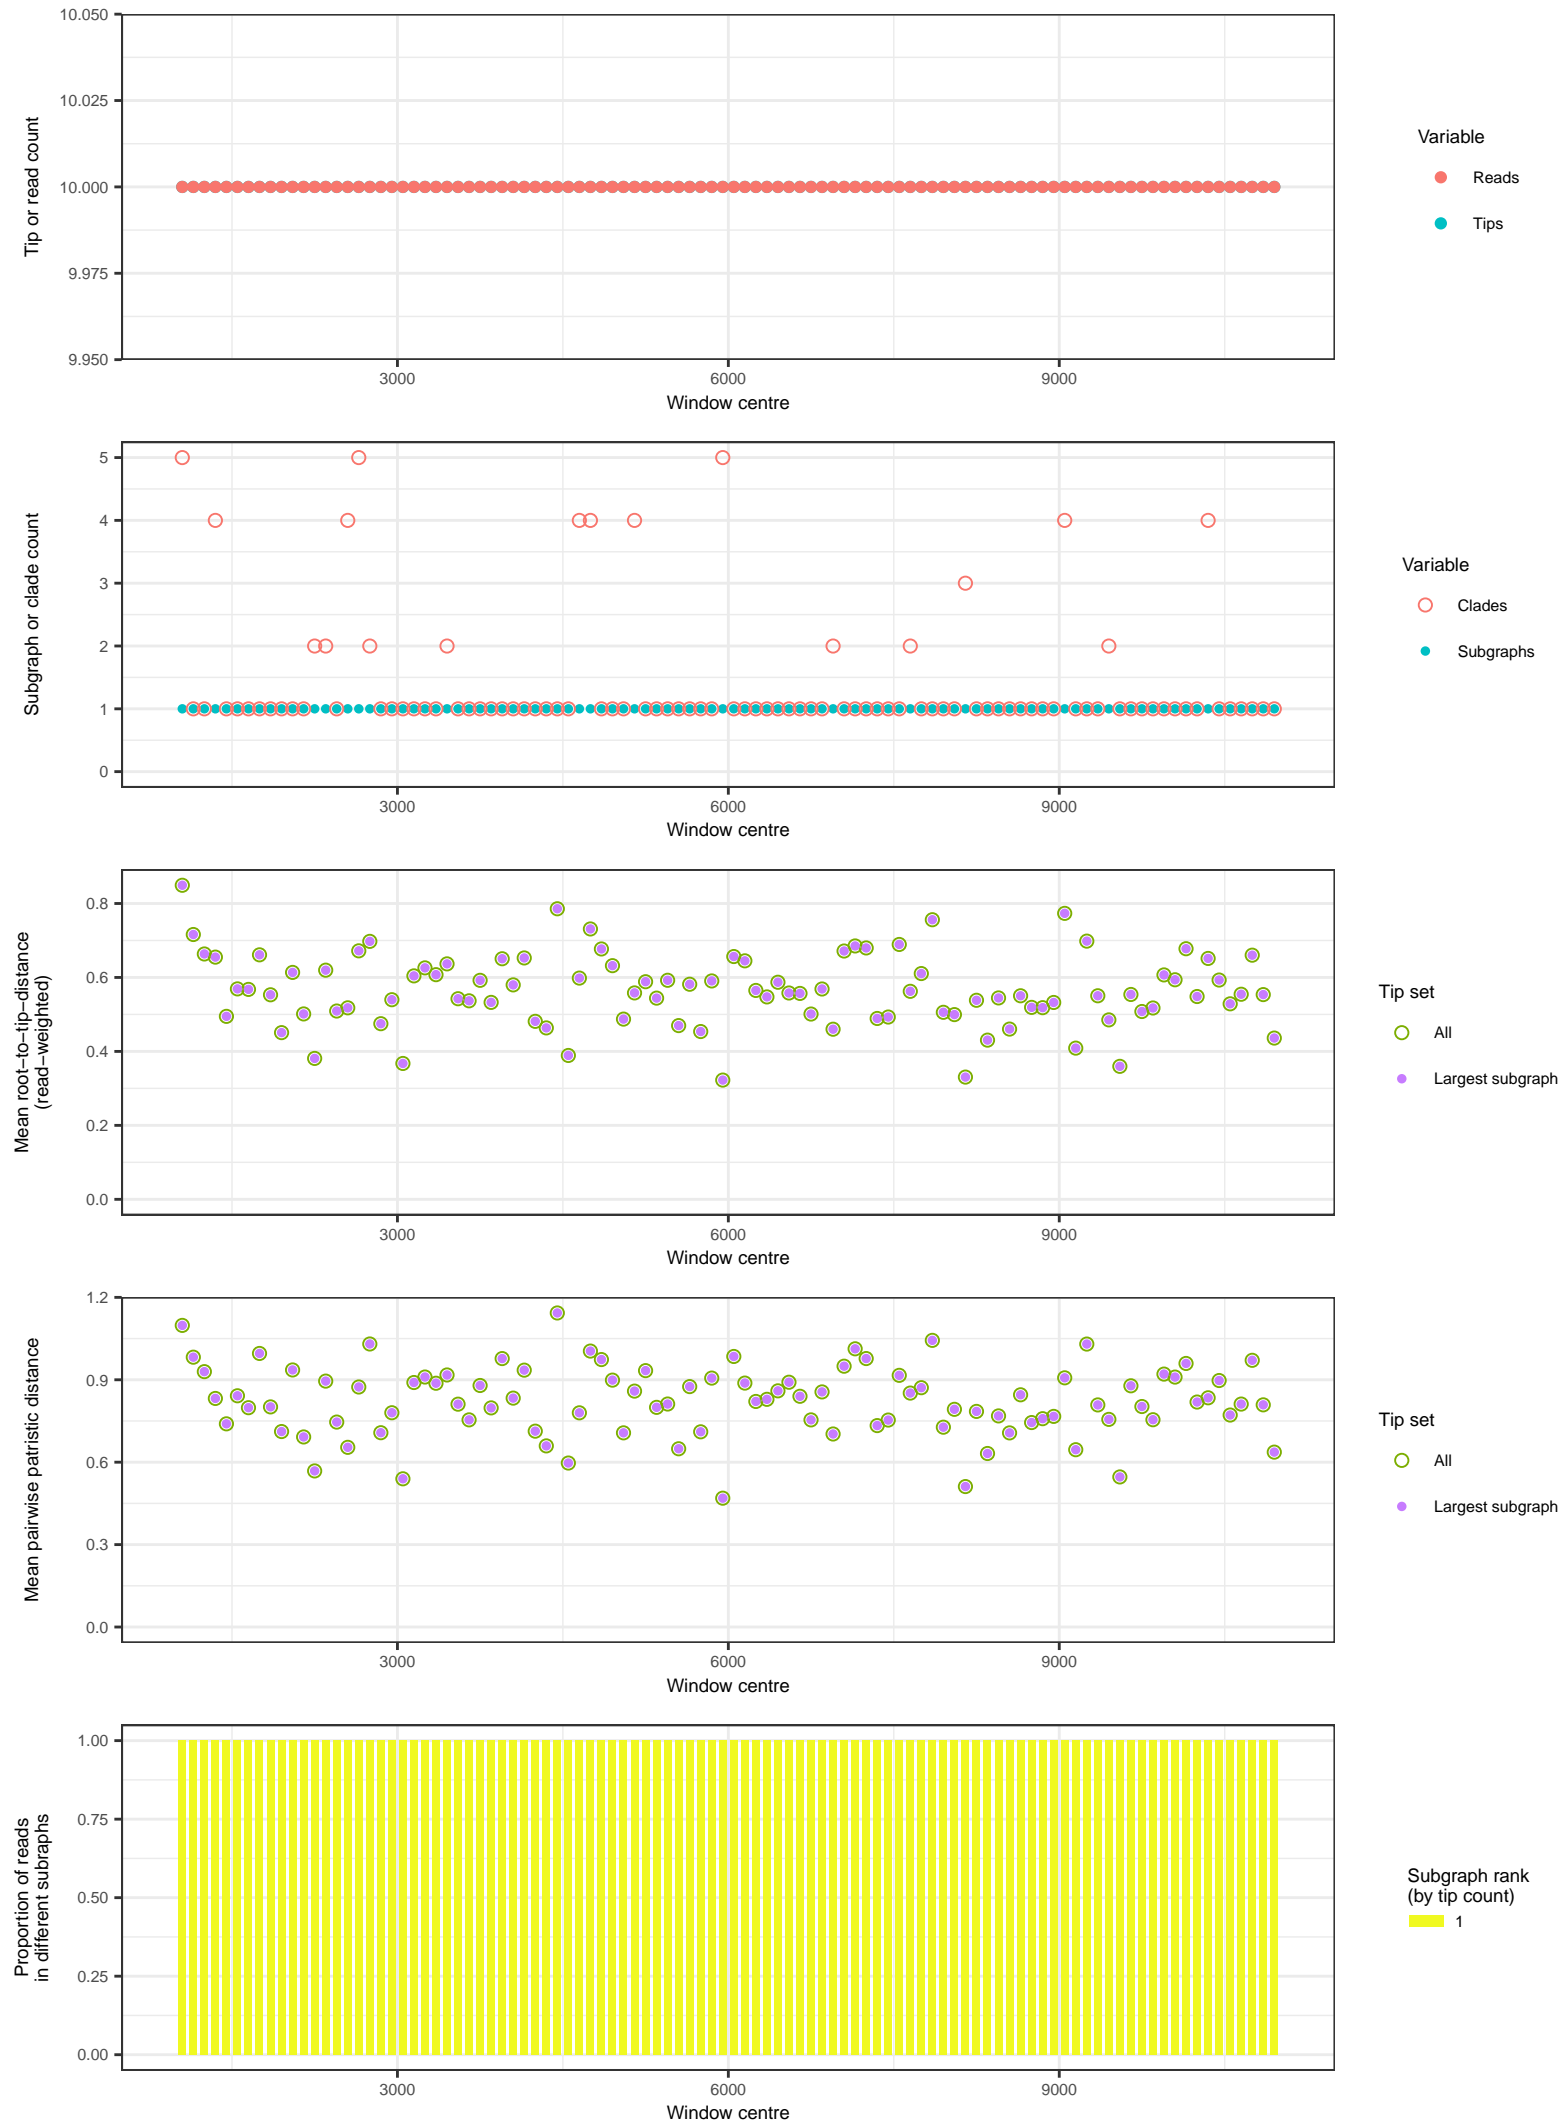 10.050
10.025
10.000
9.975
9.950
Tip or read count
3000 6000 9000
Window centre
Variable
Reads
Tips
5
4
3
2
1
0
Subgraph or clade count
3000 6000 9000
Window centre
Variable
Clades
Subgraphs
0.8
0.6
0.4
0.2
0.0
Mean root−to−tip−distance
(read−weighted)
3000 6000 9000
Window centre
Tip set
All
Largest subgraph
1.2
0.9
0.6
0.3
0.0
Mean pairwise patristic distance
3000 6000 9000
Window centre
Tip set
All
Largest subgraph
1.00
0.75
0.50
0.25
0.00
Proportion of reads
in different subraphs
3000 6000 9000
Window centre
Subgraph rank
(by tip count)
1